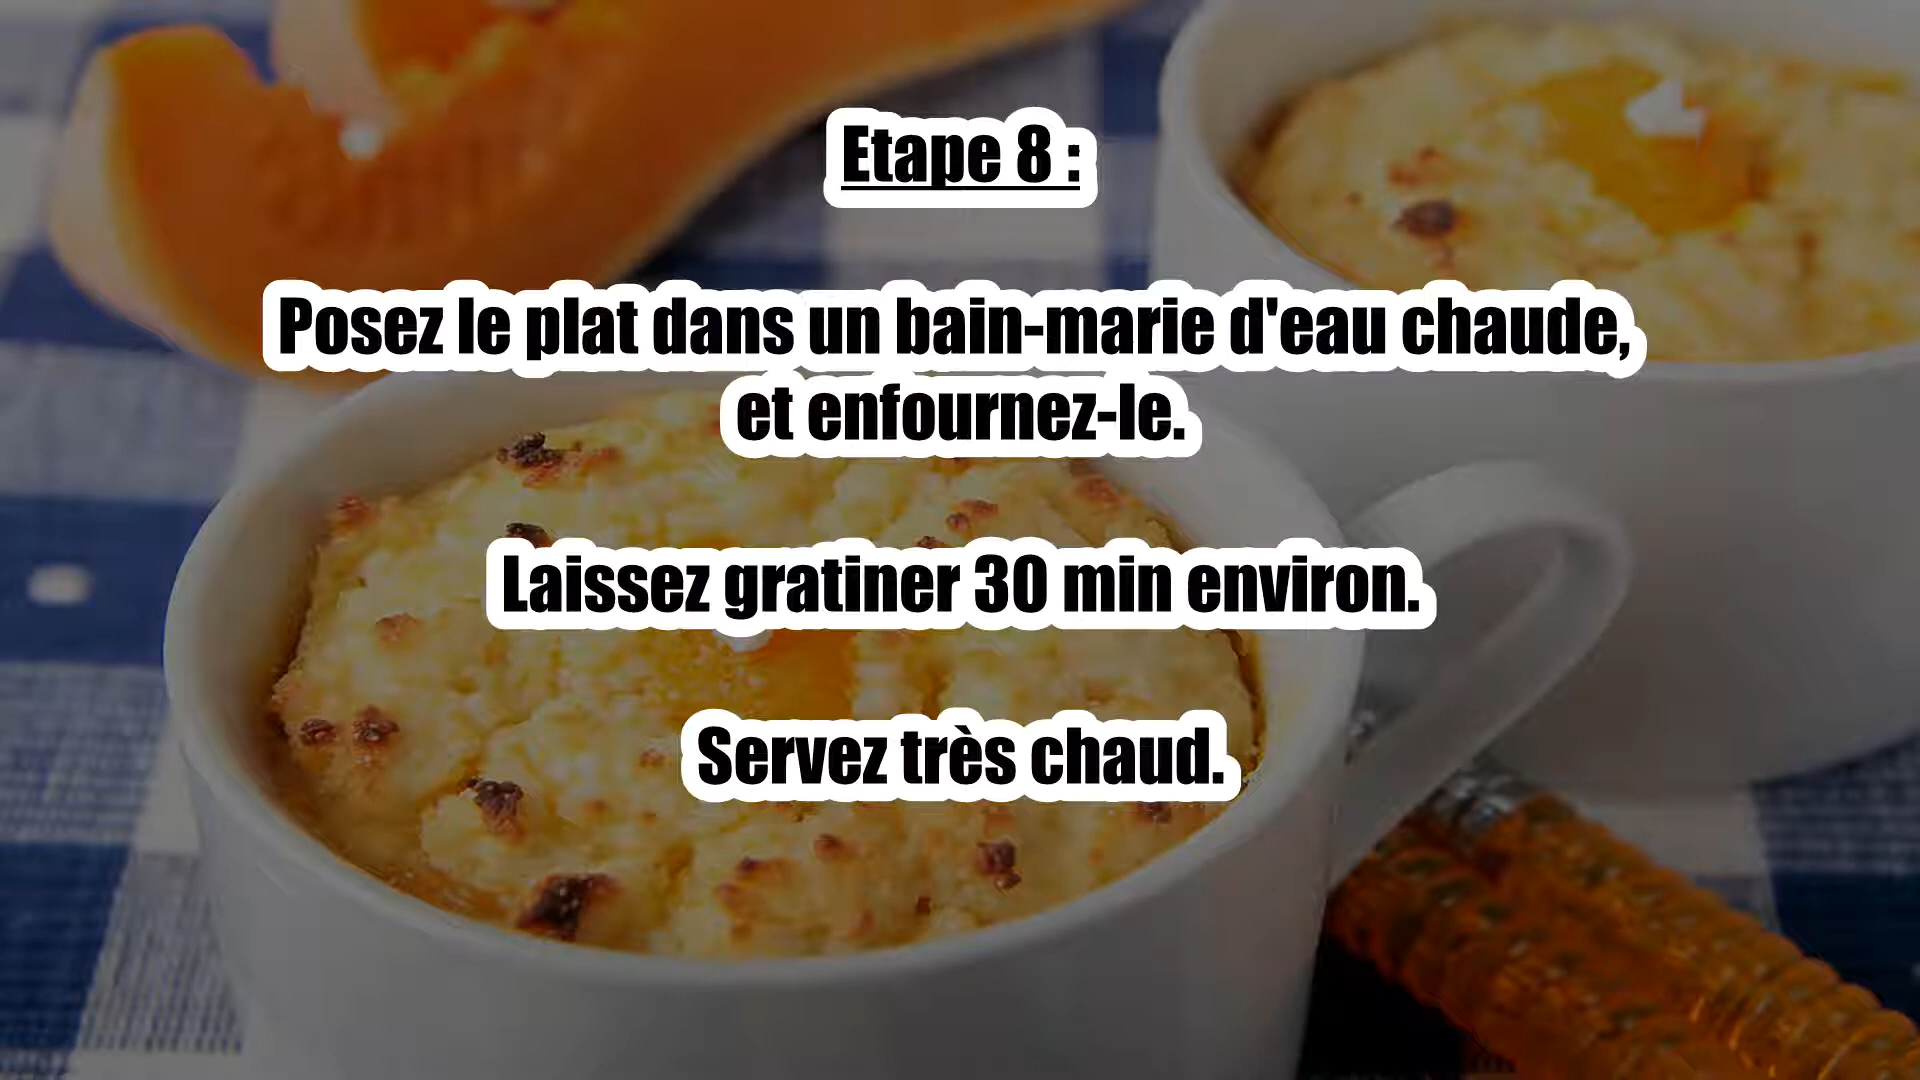 Etape 8 :
Posez le plat dans un bain-marie d'eau chaude,
et enfournez-le.
Laissez gratiner 30 min environ.
Servez très chaud.